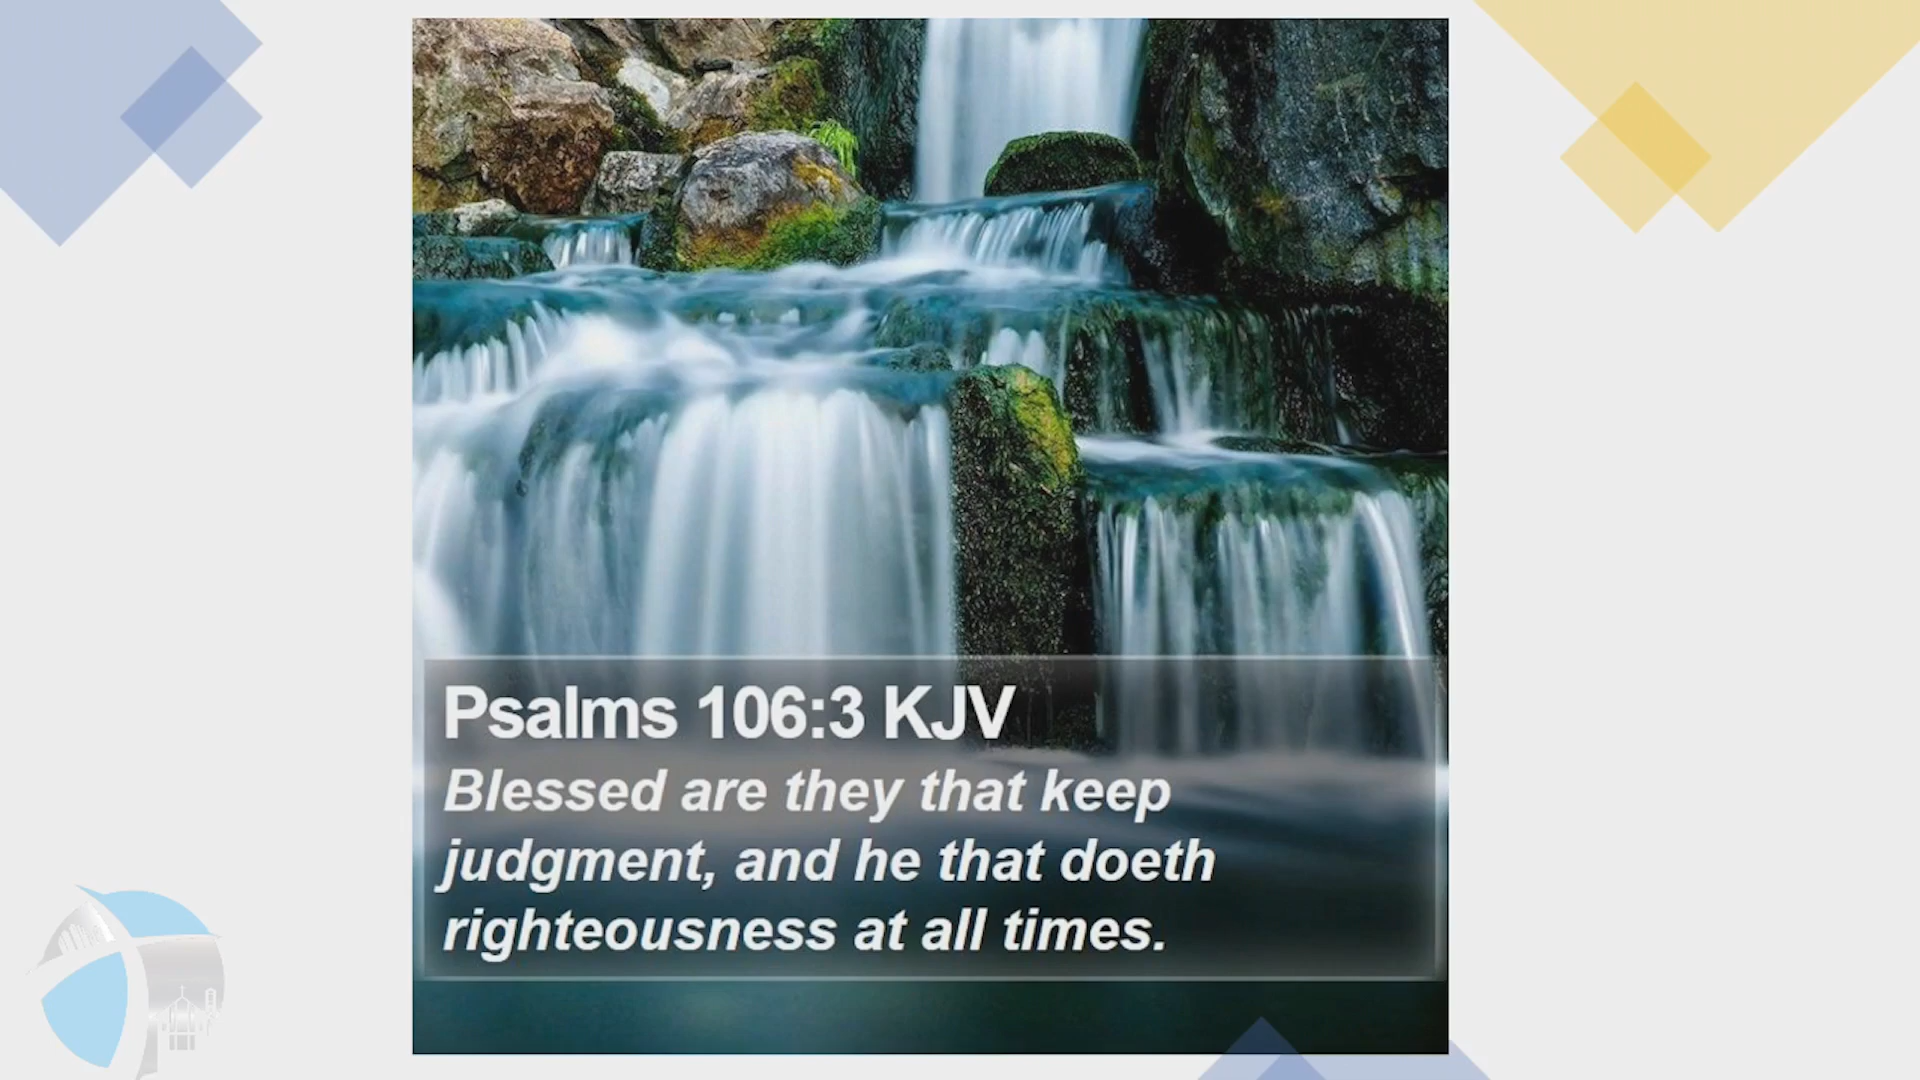 Psalms 106:3 KJV
Blessed are they that keep
judgment, and he that doeth
righteousness at all times.